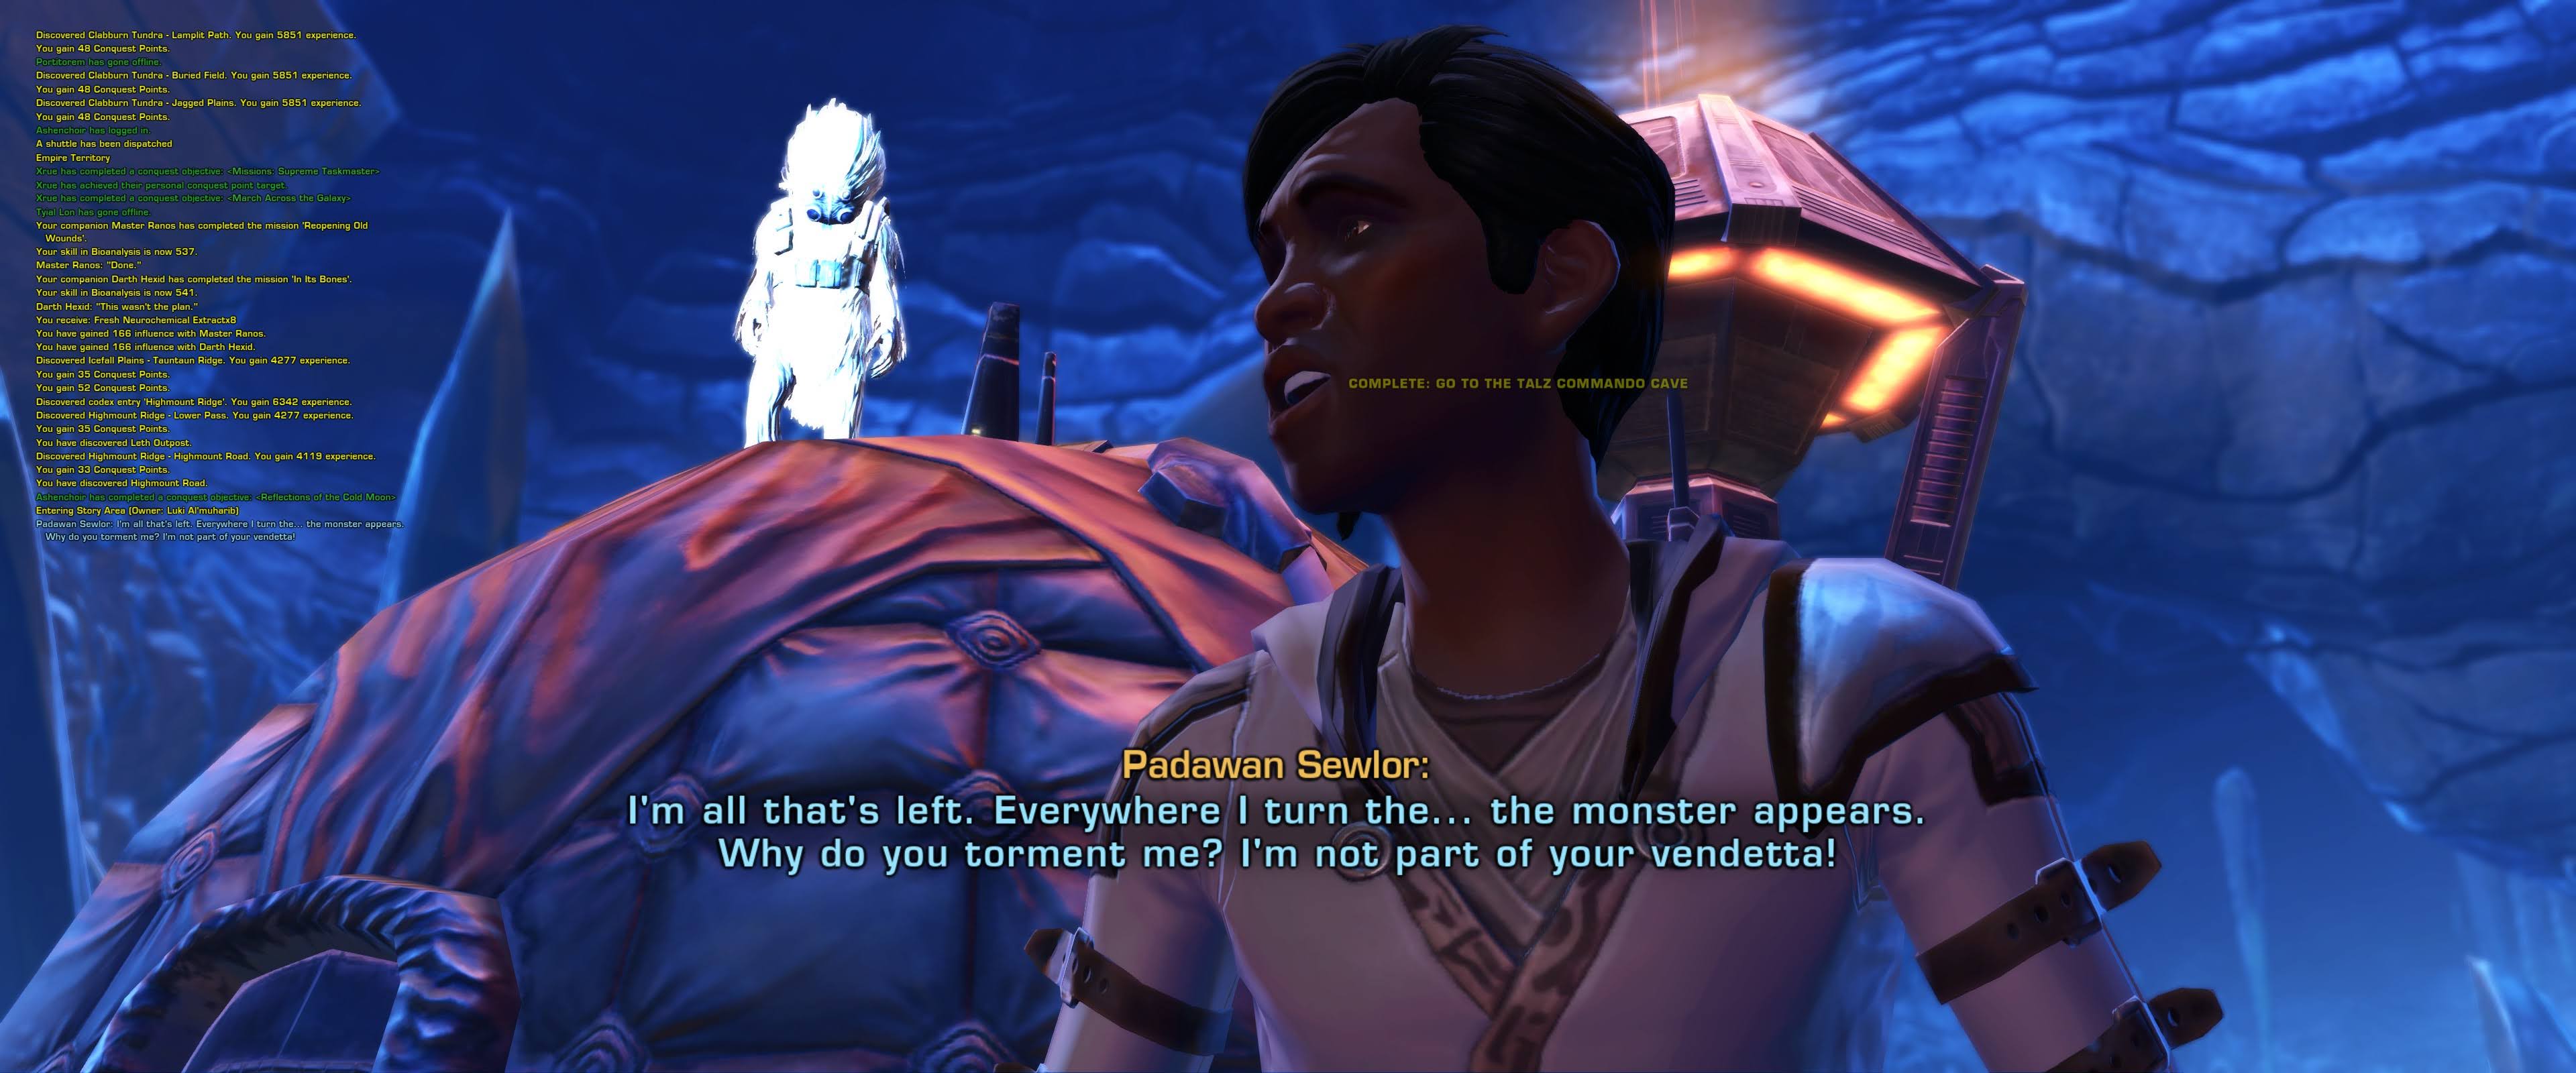 Discovered Clabburn Tundra - Lamplit Path. You gain 5851 experience.
You gain 48 Conquest Points.
Portitorem has gone offline.
Discovered Clabburn Tundra - Buried Field. You gain 5851 experience.
You gain 48 Conquest Points.
Discovered Clabburn Tundra - Jagged Plains. You gain 5851 experience.
You gain 48 Conquest Points.
Ashenchoir has logged in.
A shuttle has been dispatched
Empire Territory
Xrue has completed a conquest objective: <Missions: Supreme Taskmaster>
Xrue has achieved their personal conquest point target.
Xrue has completed a conquest objective: <March Across the Galaxy>
Tyial Lon has gone offline.
Your companion Master Ranos has completed the mission 'Reopening Old
Wounds'.
Your skill in Bioanalysis is now 537.
Master Ranos: "Done."
Your companion Darth Hexid has completed the mission 'In Its Bones'.
Your skill in Bioanalysis is now 541.
Darth Hexid: "This wasn't the plan."
You receive: Fresh Neurochemical Extractx8
You have gained 166 influence with Master Ranos.
You have gained 166 influence with Darth Hexid.
Discovered Icefall Plains - Tauntaun Ridge. You gain 4277 experience.
You gain 35 Conquest Points.
You gain 52 Conquest Points.
Discovered codex entry 'Highmount Ridge'. You gain 6342 experience.
Discovered Highmount Ridge - Lower Pass. You gain 4277 experience.
You gain 35 Conquest Points.
You have discovered Leth Outpost.
Discovered Highmount Ridge - Highmount Road. You gain 4119 experience.
You gain 33 Conquest Points.
You have discovered Highmount Road.
Ashenchoir has completed a conquest objective: <Reflections of the Cold Moon>
Entering Story Area (Owner: Luki Al'muharib)
Padawan Sewlor: I'm all that's left. Everywhere I turn the... the monster appears.
Why do you torment me? I'm not part of your vendetta!
COMPLETE: GO TO THE TALZ COMMANDO CAVE
Padawan Sewlor:
I'm all that's left. Everywhere I turn the... the monster appears.
Why do you torment me? I'm not part of your vendetta!